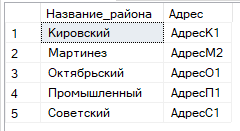 Название_района Адрес
1 Кировский АдресК1
2 Мартинез АдресМ2
3 Октябрьский АдресО1
4 Промышленный АдресП1
5 Советский АдресС1